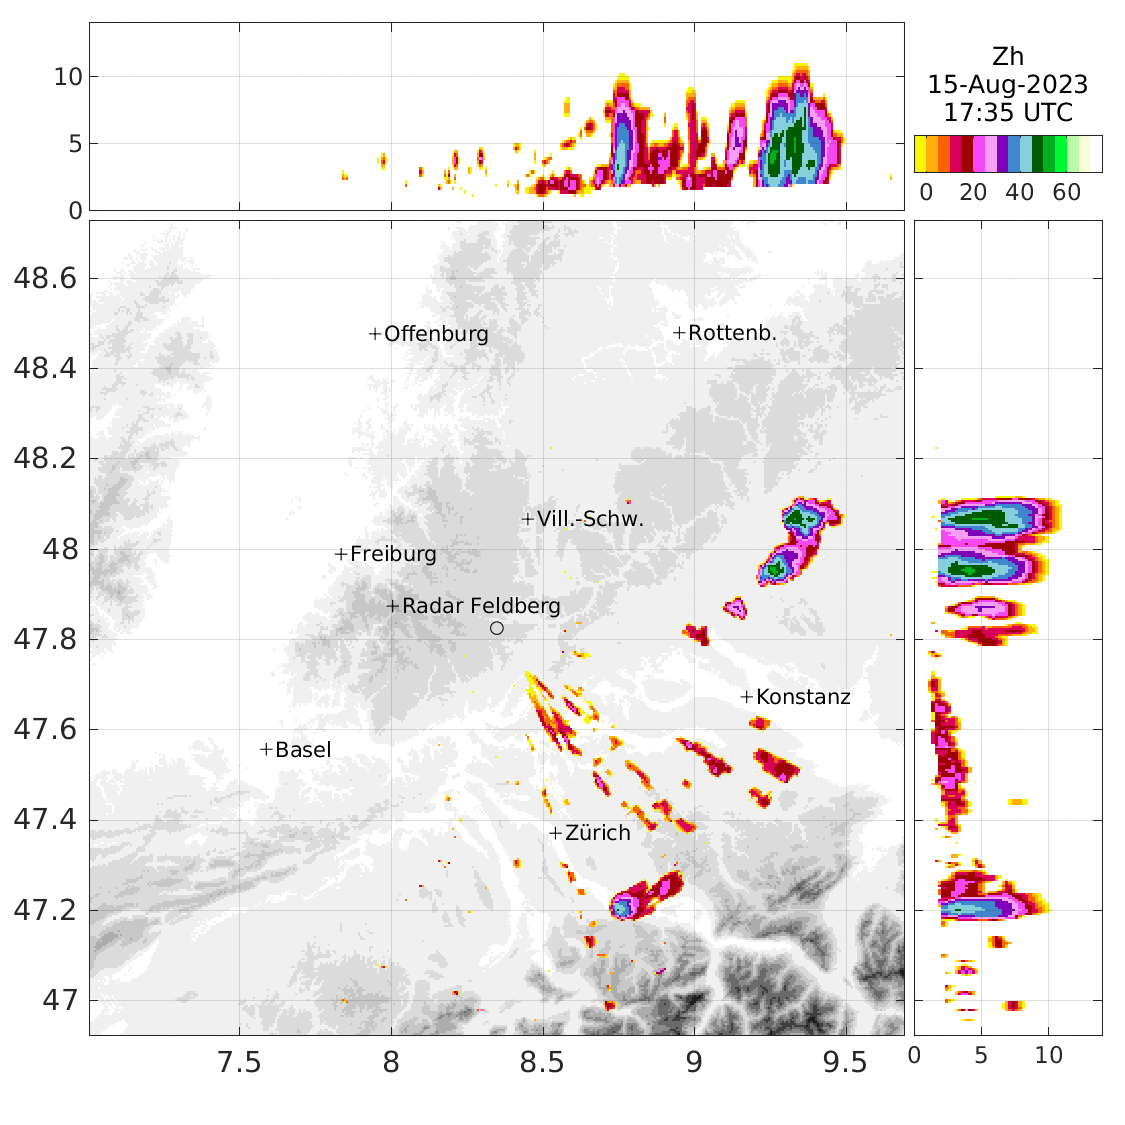 Zh
15-Aug-2023
17:35 UTC
0 20 40 60
10
5
0
48.6
48.4
48.2
48
47.8
47.6
47.4
47.2
47
+Offenburg
+Rottenb.
+Vill.-Schw.
+Freiburg
+Radar Feldberg
+Konstanz
+Basel
+Zürich
7.5 8 8.5 9 9.5
0 5 10